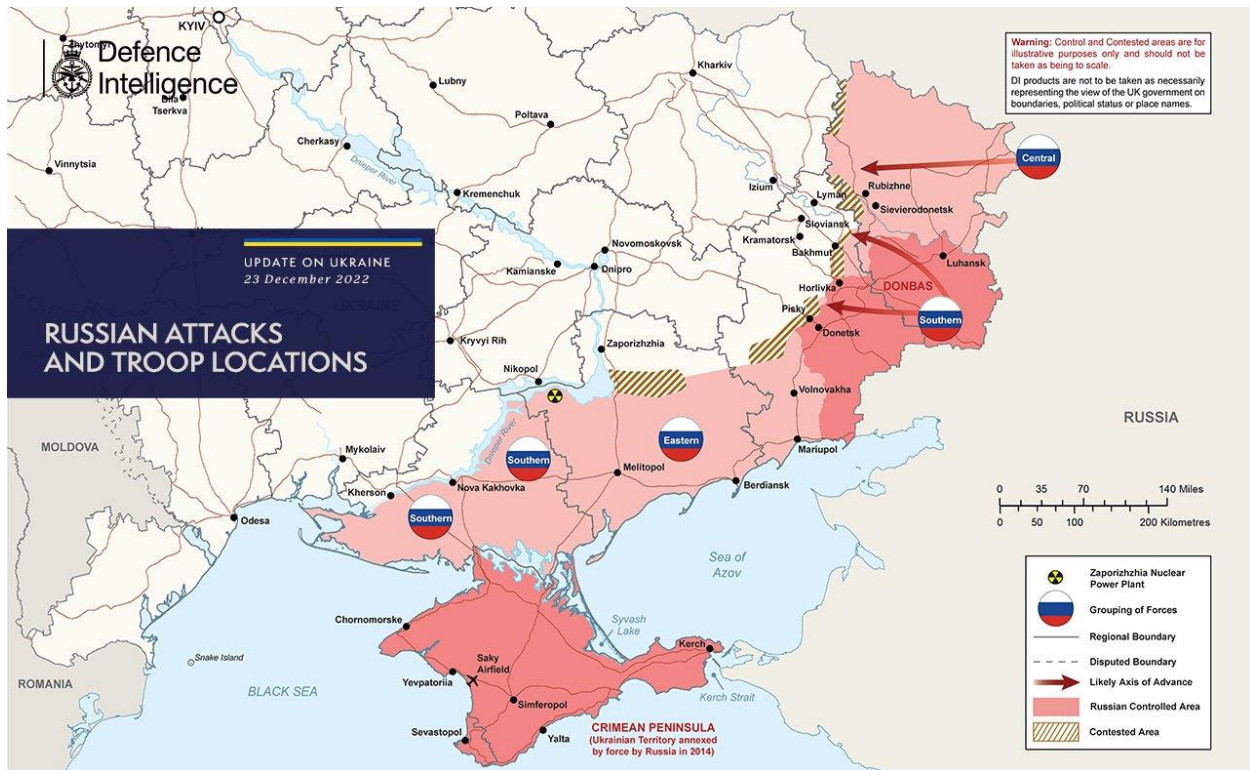 KYIV
Zhytomyr
Defence
Intelligence
Bila
Tserkva
Lubny
Kharkiv
Warning: Control and Contested areas are for
illustrative purposes only and should not be
taken as being to scale.
DI products are not to be taken as necessarily
representing the view of the UK government on
boundaries, political status or place names.
Poltava
Cherkasy
Dnieper River
Vinnytsia
Kremenchuk
Izium
Lyman
Rubizhne
Sievierodonetsk
Central
Sloviansk
Kramatorsk
Bakhmut
UPDATE ON UKRAINE
23 December 2022
Novomoskovsk
Kamianske
Dnipro
Luhansk
Horlivka
DONBAS
UKRAINE
RUSSIAN ATTACKS
AND TROOP LOCATIONS
Pisky
Donetsk
Southern
Kryvyi Rih
Zaporizhzhia
Nikopol
Volnovakha
RUSSIA
MOLDOVA
Dnieper River
Mykolaiv
Southern
Eastern
Mariupol
Melitopol
Berdiansk
Kherson
Nova Kakhovka
Southern
Odesa
0 35 70 140 Miles
0 50 100 200 Kilometres
Sea of
Azov
Zaporizhzhia Nuclear
Power Plant
Grouping of Forces
Regional Boundary
Disputed Boundary
Likely Axis of Advance
Russian Controlled Area
Contested Area
Chornomorske
Syvash
Lake
Kerch
Snake Island
Saky
Airfield
Yevpatoriia
Kerch Strait
ROMANIA
BLACK SEA
Simferopol
CRIMEAN PENINSULA
(Ukrainian Territory annexed
by force by Russia in 2014)
Sevastopol
Yalta